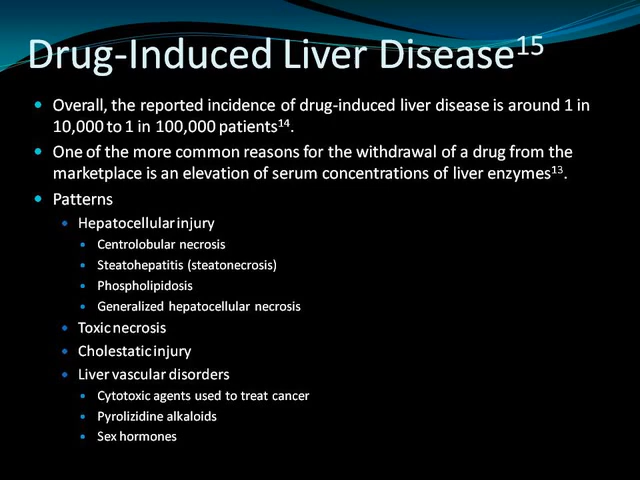 Drug-Induced Liver Disease¹⁵
• Overall, the reported incidence of drug-induced liver disease is around 1 in
10,000 to 1 in 100,000 patients¹⁴.
• One of the more common reasons for the withdrawal of a drug from the
marketplace is an elevation of serum concentrations of liver enzymes¹³.
• Patterns
• Hepatocellular injury
• Centrolobular necrosis
• Steatohepatitis (steatonecrosis)
• Phospholipidosis
• Generalized hepatocellular necrosis
• Toxic necrosis
• Cholestatic injury
• Liver vascular disorders
• Cytotoxic agents used to treat cancer
• Pyrolizidine alkaloids
• Sex hormones